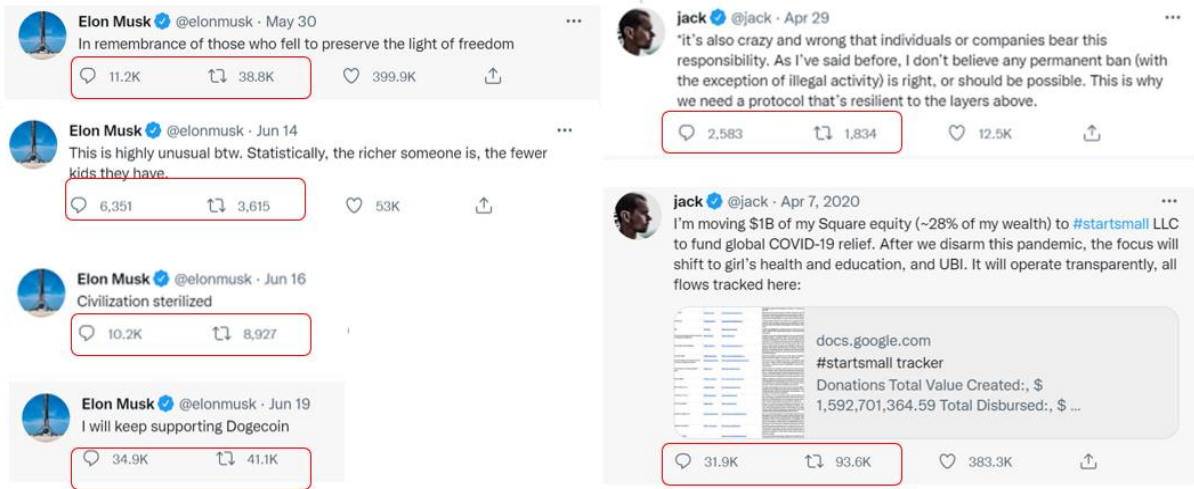 Elon Musk @elonmusk · May 30
In remembrance of those who fell to preserve the light of freedom
11.2K 38.8K 399.9K
Elon Musk @elonmusk · Jun 14
This is highly unusual btw. Statistically, the richer someone is, the fewer
kids they have.
6,351 3,615 53K
Elon Musk @elonmusk · Jun 16
Civilization sterilized
10.2K 8,927
Elon Musk @elonmusk · Jun 19
I will keep supporting Dogecoin
34.9K 41.1K
jack @jack · Apr 29
*it's also crazy and wrong that individuals or companies bear this
responsibility. As I've said before, I don't believe any permanent ban (with
the exception of illegal activity) is right, or should be possible. This is why
we need a protocol that's resilient to the layers above.
2,583 1,834 12.5K
jack @jack · Apr 7, 2020
I'm moving $1B of my Square equity (~28% of my wealth) to #startsmall LLC
to fund global COVID-19 relief. After we disarm this pandemic, the focus will
shift to girl's health and education, and UBI. It will operate transparently, all
flows tracked here:
docs.google.com
#startsmall tracker
Donations Total Value Created:, $
1,592,701,364.59 Total Disbursed:, $ ...
31.9K 93.6K 383.3K